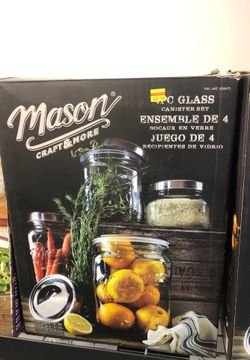 4PC GLASS
CANISTER SET
ENSEMBLE DE 4
BOCAUX EN VERRE
JUEGO DE 4
RECIPIENTES DE VIDRIO
Mason®
CRAFT & MORE